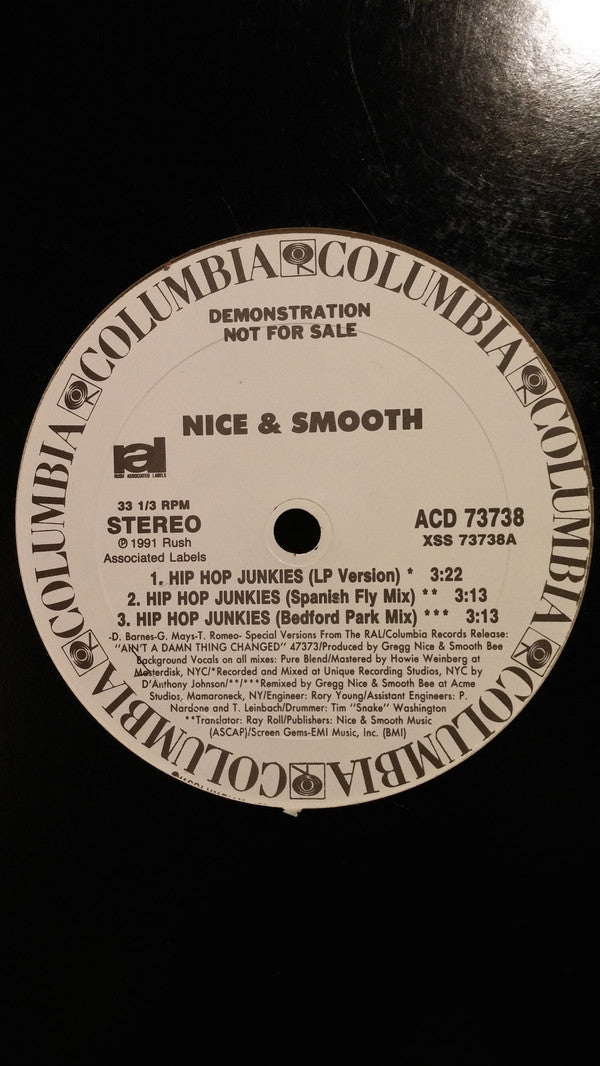 COLUMBIA COLUMBIA COLUMBIA COLUMBIA COLUMBIA COLUMBIA COLUMBIA
DEMONSTRATION
NOT FOR SALE
NICE & SMOOTH
ral
RUSH ASSOCIATED LABELS
33 1/3 RPM
STEREO
℗ 1991 Rush
Associated Labels
ACD 73738
XSS 73738A
1. HIP HOP JUNKIES (LP Version) * 3:22
2. HIP HOP JUNKIES (Spanish Fly Mix) ** 3:13
3. HIP HOP JUNKIES (Bedford Park Mix) *** 3:13
-D. Barnes-G. Mays-T. Romeo- Special Versions From The RAL/Columbia Records Release:
"AIN'T A DAMN THING CHANGED" 47373/Produced by Gregg Nice & Smooth Bee
Background Vocals on all mixes: Pure Blend/Mastered by Howie Weinberg at
Masterdisk, NYC/*Recorded and Mixed at Unique Recording Studios, NYC by
D'Anthony Johnson/**/***Remixed by Gregg Nice & Smooth Bee at Acme
Studios, Mamaroneck, NY/Engineer: Rory Young/Assistant Engineers: P.
Nardone and T. Leinbach/Drummer: Tim "Snake" Washington
**Translator: Ray Roll/Publishers: Nice & Smooth Music
(ASCAP)/Screen Gems-EMI Music, Inc. (BMI)